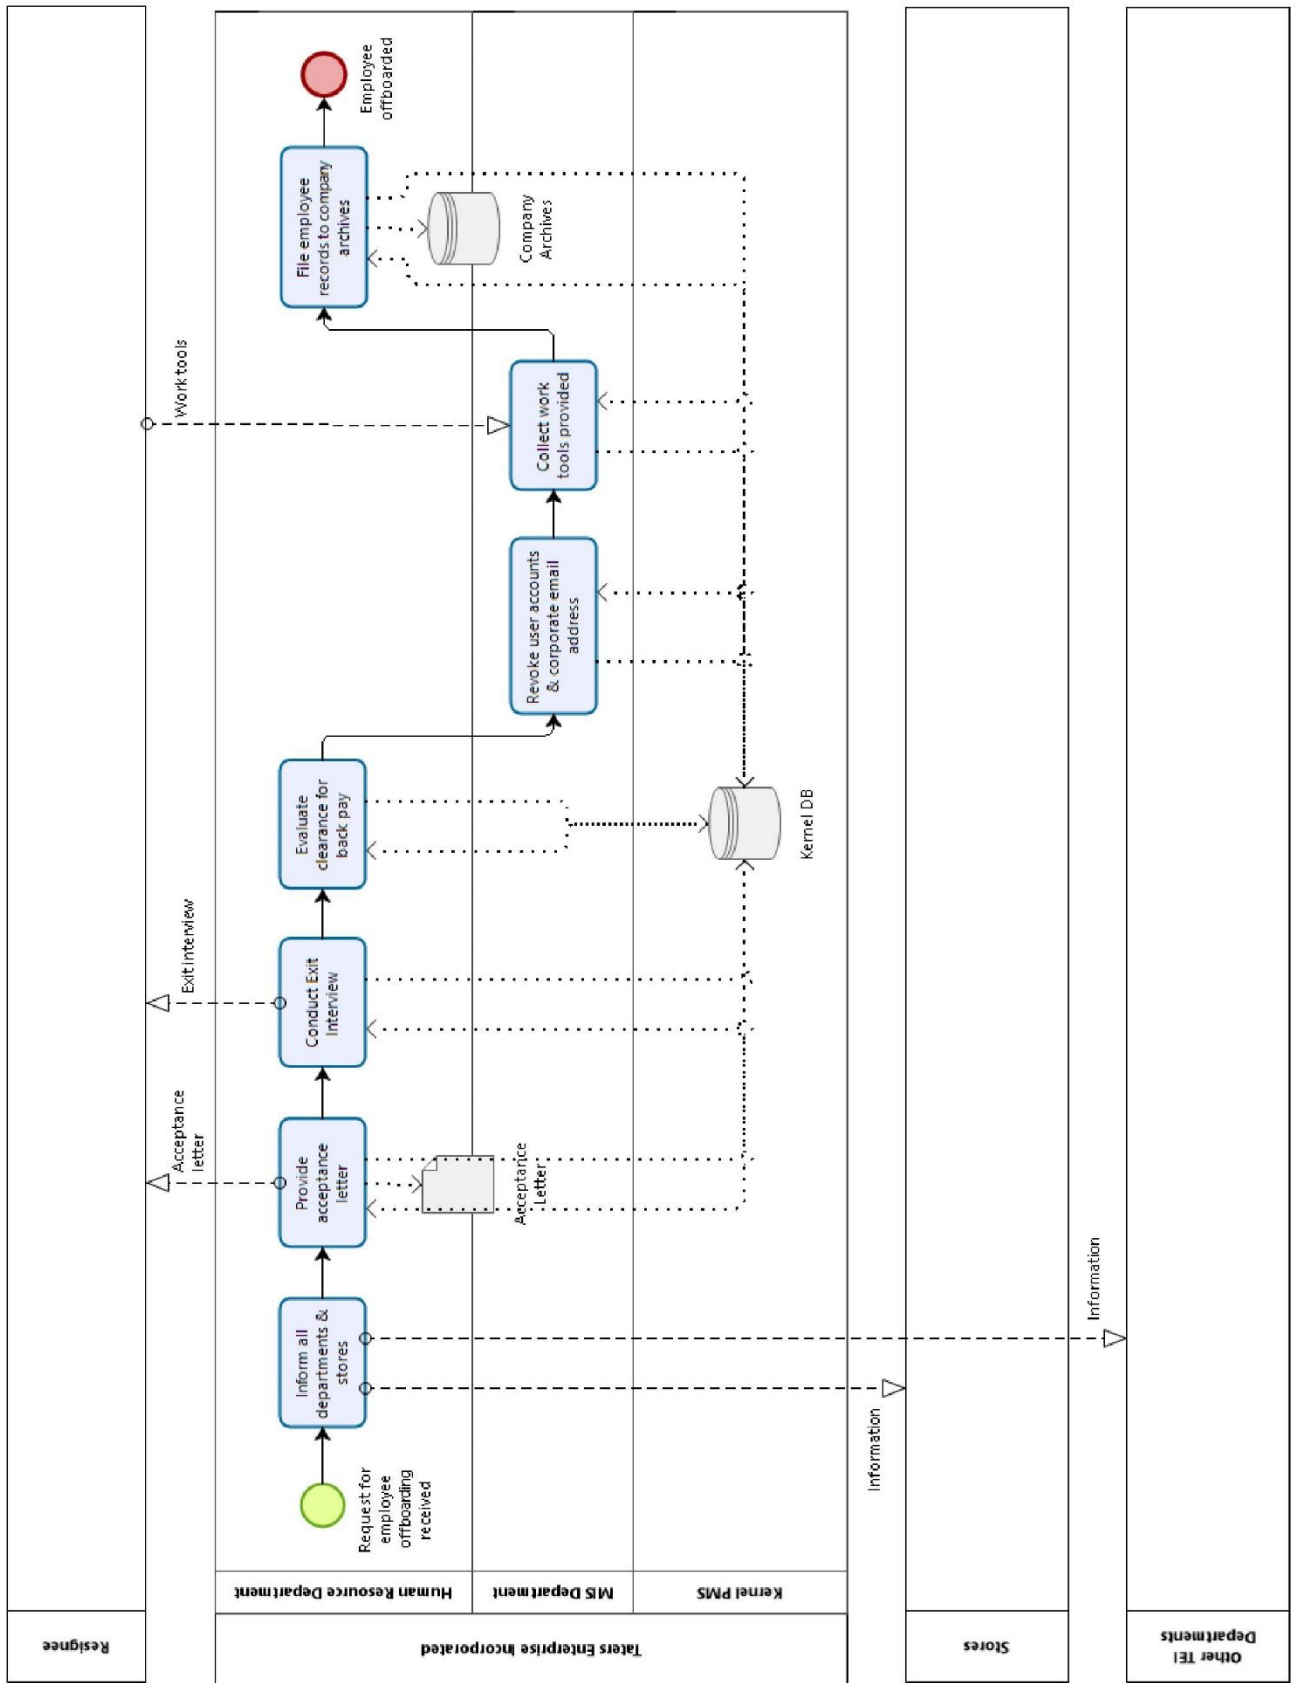 Resignee
Taters Enterprise Incorporated
Human Resource Department
MIS Department
Kernel PMS
Stores
Other TEI
Departments
Request for
employee
offboarding
received
Inform all
departments &
stores
Information
Information
Provide
acceptance
letter
Acceptance
letter
Acceptance
Letter
Conduct Exit
Interview
Exit interview
Evaluate
clearance for
back pay
Kernel DB
Revoke user accounts
& corporate email
address
Collect work
tools provided
Work tools
File employee
records to company
archives
Company
Archives
Employee
offboarded